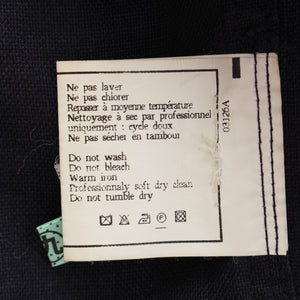 Ne pas laver
Ne pas chlorer
Repasser à moyenne température
Nettoyage à sec par professionnel
uniquement : cycle doux
Ne pas sécher en tambour
Do not wash
Do not bleach
Warm iron
Professionnaly soft dry clean
Do not tumble dry
03126A